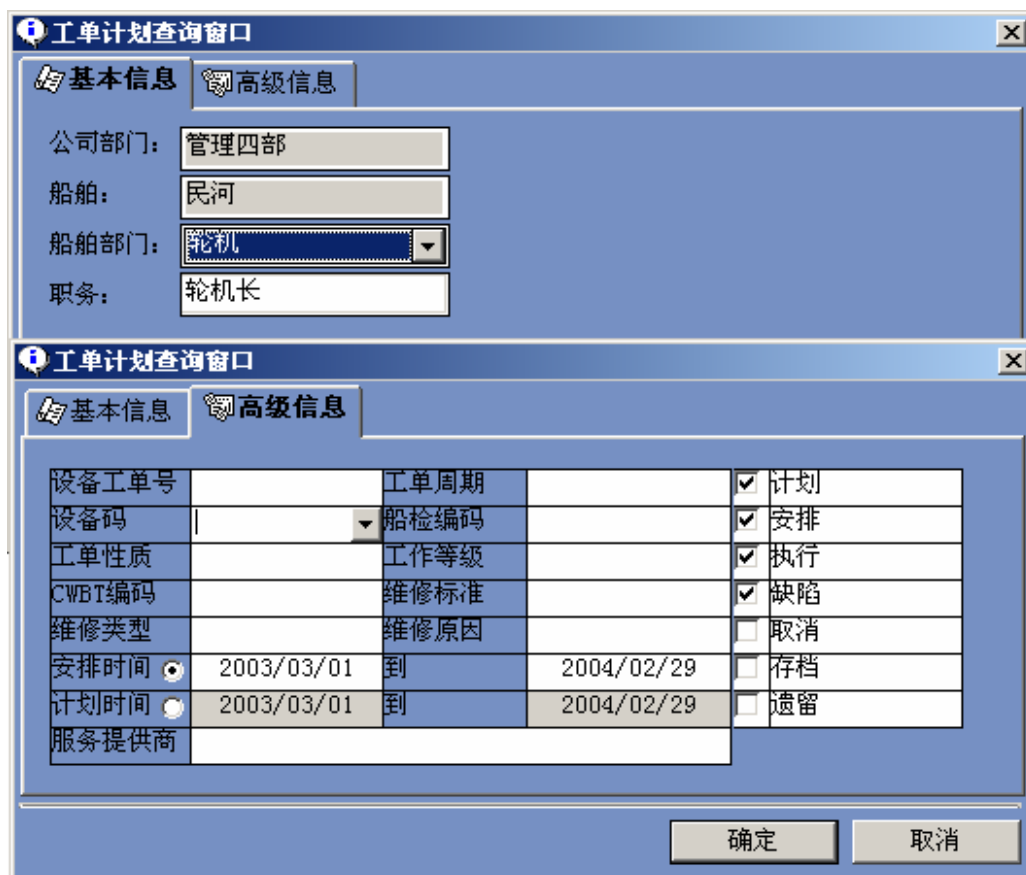 工单计划查询窗口
基本信息 高级信息
公司部门： 管理四部
船舶： 民河
船舶部门： 轮机
职务： 轮机长
工单计划查询窗口
基本信息 高级信息
设备工单号 工单周期 计划
设备码 船检编码 安排
工单性质 工作等级 执行
CWBT编码 维修标准 缺陷
维修类型 维修原因 取消
安排时间 2003/03/01 到 2004/02/29 存档
计划时间 2003/03/01 到 2004/02/29 遗留
服务提供商
确定 取消